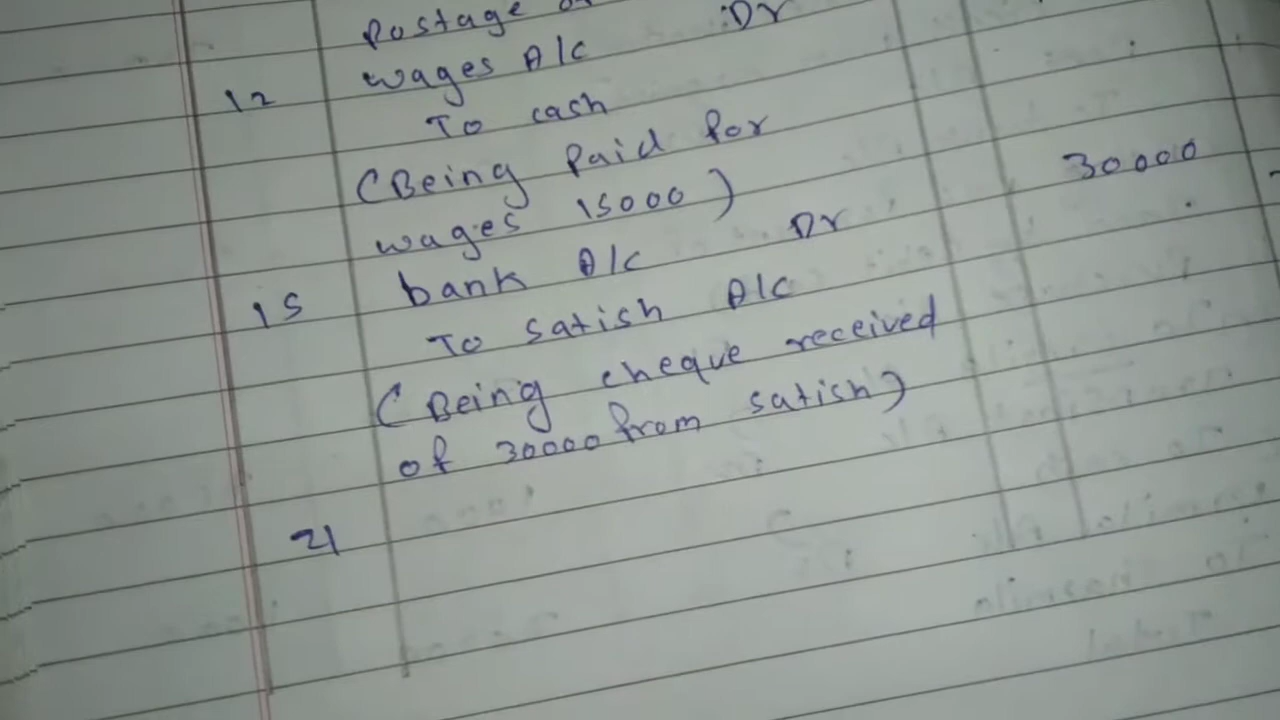 Postage
12 wages A/c Dr
To cash
(Being Paid for
wages 15000)
15 bank A/c Dr 30000
To satish A/c
(Being cheque received
of 30000 from satish)
21